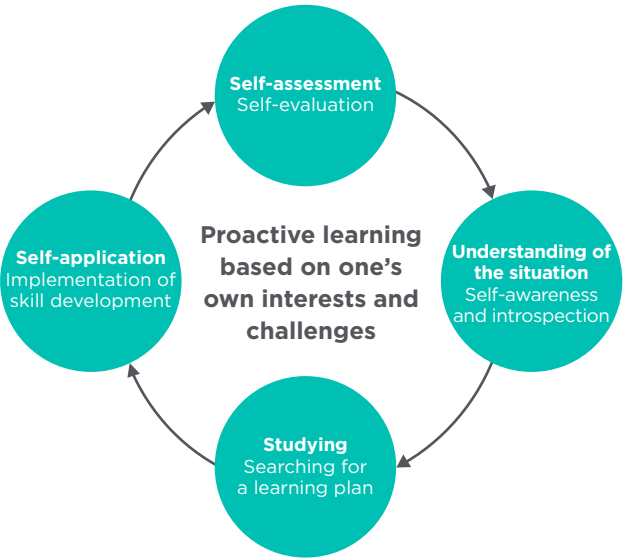 Self-assessment
Self-evaluation
Understanding of
the situation
Self-awareness
and introspection
Studying
Searching for
a learning plan
Self-application
Implementation of
skill development
Proactive learning
based on one’s
own interests and
challenges